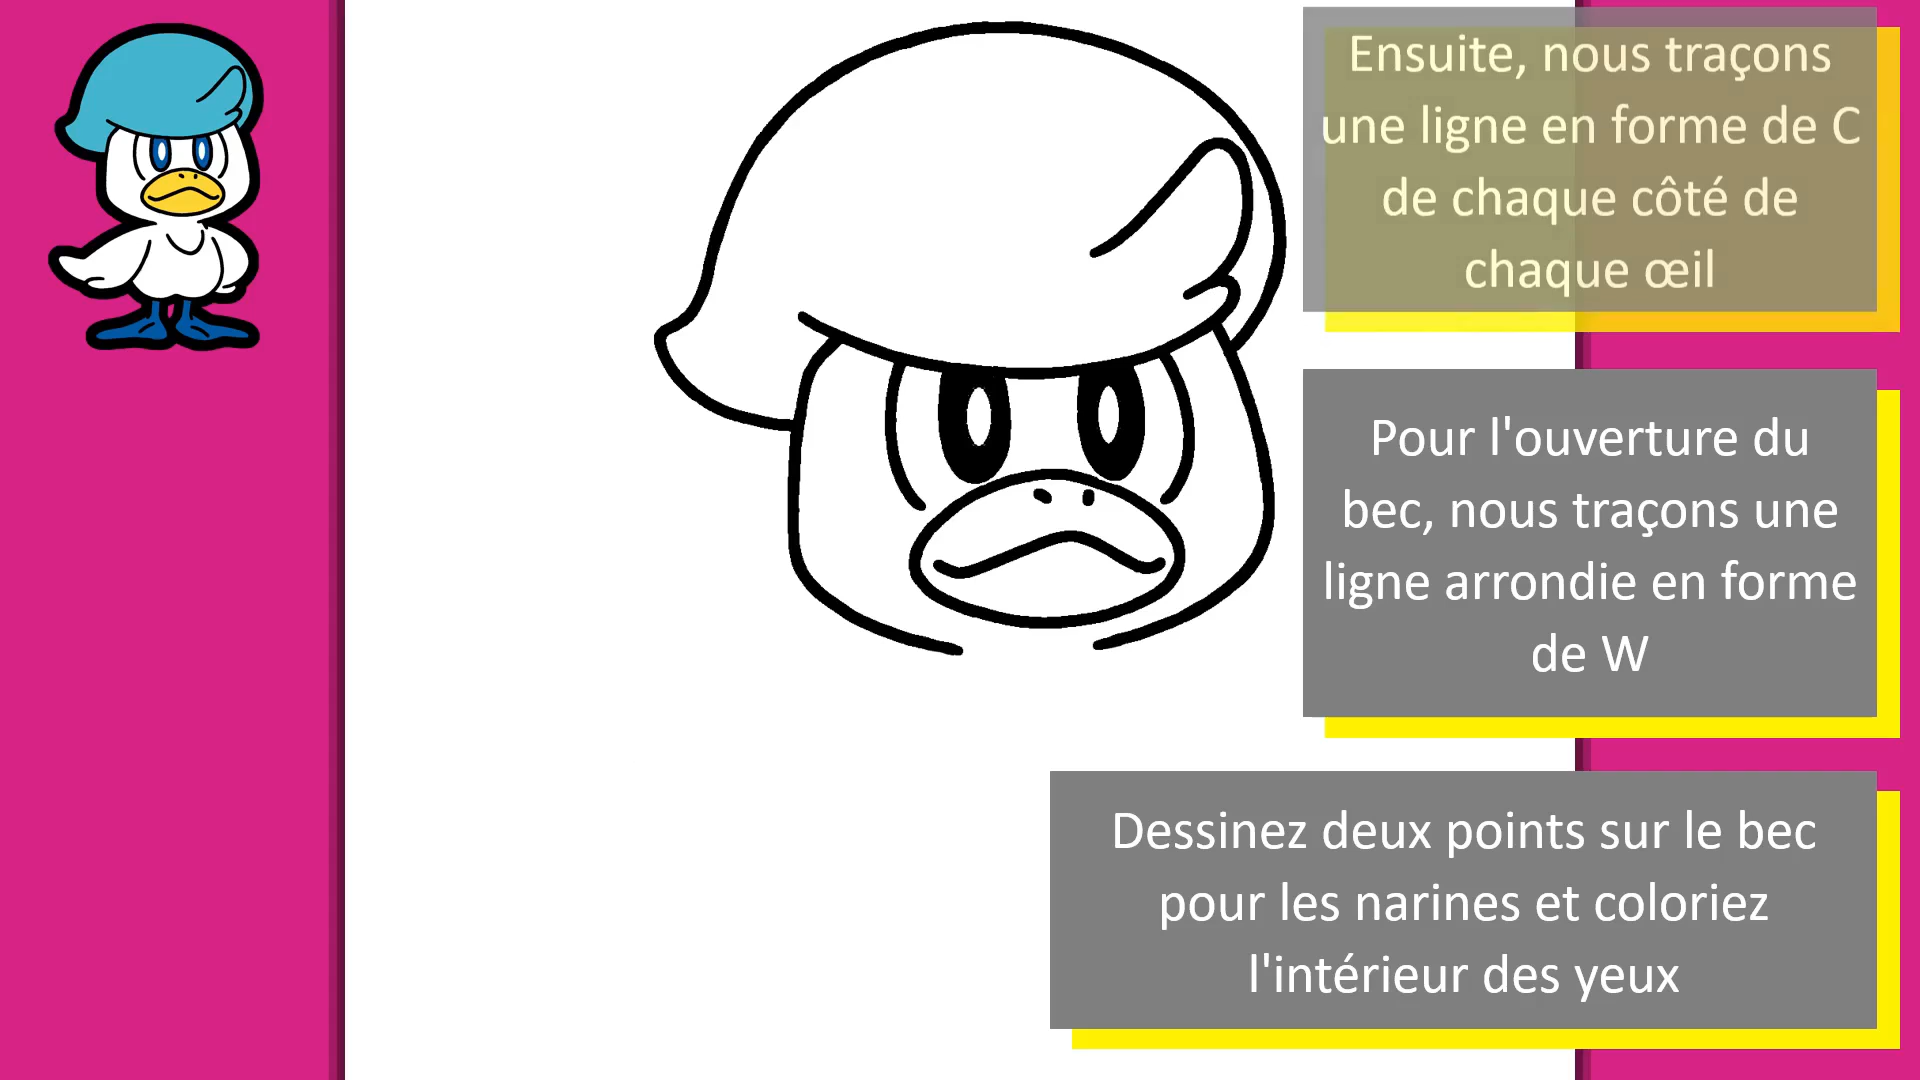 Ensuite, nous traçons
une ligne en forme de C
de chaque côté de
chaque œil
Pour l'ouverture du
bec, nous traçons une
ligne arrondie en forme
de W
Dessinez deux points sur le bec
pour les narines et coloriez
l'intérieur des yeux